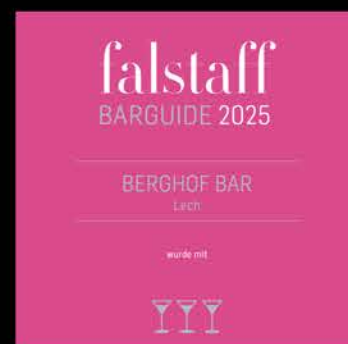 falstaff
BARGUIDE 2025
BERGHOF BAR
Lech
wurde mit